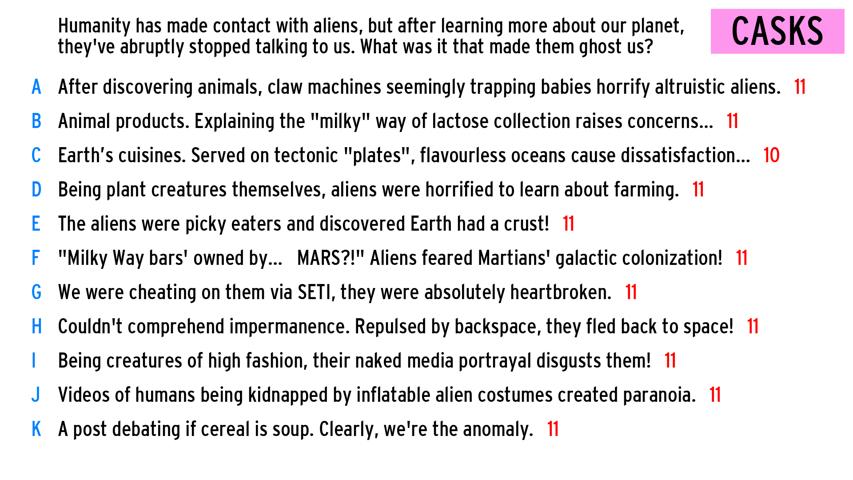 Humanity has made contact with aliens, but after learning more about our planet,
they've abruptly stopped talking to us. What was it that made them ghost us?
CASKS
A After discovering animals, claw machines seemingly trapping babies horrify altruistic aliens. 11
B Animal products. Explaining the "milky" way of lactose collection raises concerns... 11
C Earth's cuisines. Served on tectonic "plates", flavourless oceans cause dissatisfaction... 10
D Being plant creatures themselves, aliens were horrified to learn about farming. 11
E The aliens were picky eaters and discovered Earth had a crust! 11
F "Milky Way bars' owned by... MARS?!" Aliens feared Martians' galactic colonization! 11
G We were cheating on them via SETI, they were absolutely heartbroken. 11
H Couldn't comprehend impermanence. Repulsed by backspace, they fled back to space! 11
I Being creatures of high fashion, their naked media portrayal disgusts them! 11
J Videos of humans being kidnapped by inflatable alien costumes created paranoia. 11
K A post debating if cereal is soup. Clearly, we're the anomaly. 11